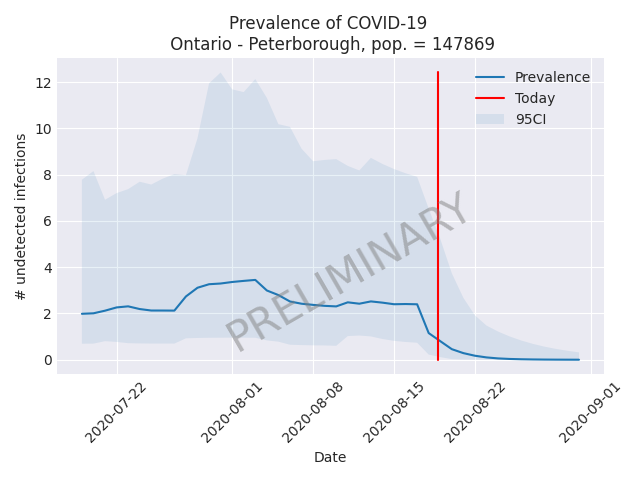 Prevalence of COVID-19
Ontario - Peterborough, pop. = 147869
Prevalence
Today
95CI
# undetected infections
12
10
8
6
4
2
0
PRELIMINARY
2020-07-22
2020-08-01
2020-08-08
2020-08-15
2020-08-22
2020-09-01
Date